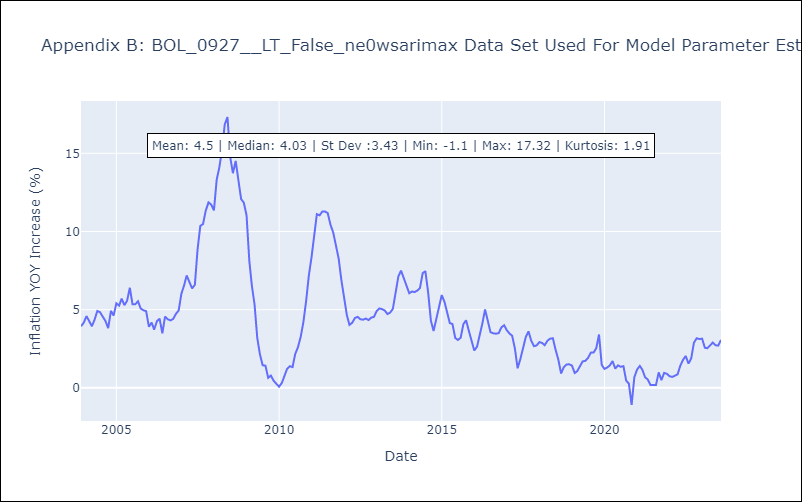 Appendix B: BOL_0927__LT_False_ne0wsarimax Data Set Used For Model Parameter Est
Mean: 4.5 | Median: 4.03 | St Dev :3.43 | Min: -1.1 | Max: 17.32 | Kurtosis: 1.91
Inflation YOY Increase (%)
15
10
5
0
2005
2010
2015
2020
Date